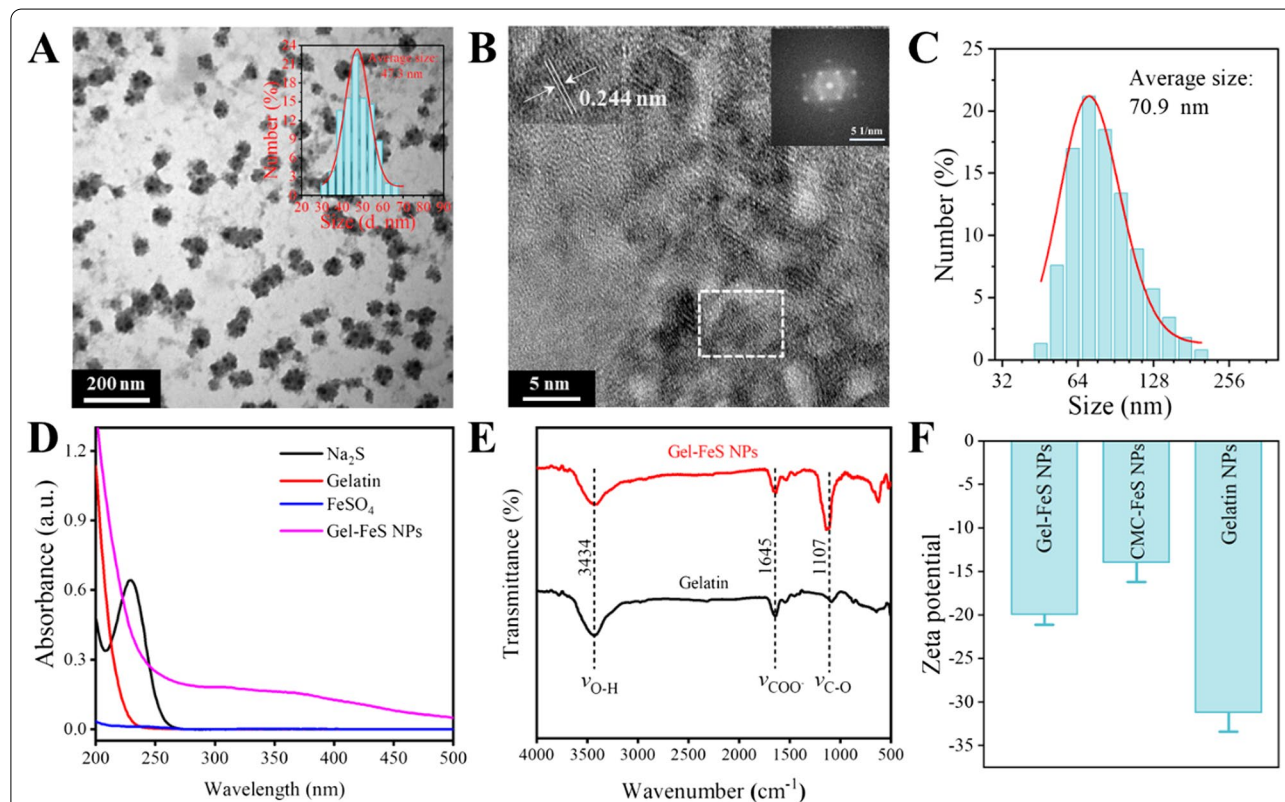 A
24
21
18
15
12
9
6
3
0
Number (%)
Average size:
47.3 nm
20 30 40 50 60 70 80 90
Size (d. nm)
200 nm
B
0.244 nm
5 1/nm
5 nm
C
25
20
15
10
5
0
Number (%)
Average size:
70.9 nm
32 64 128 256
Size (nm)
D
1.2
0.9
0.6
0.3
0.0
Absorbance (a.u.)
Na₂S
Gelatin
FeSO₄
Gel-FeS NPs
200 250 300 350 400 450 500
Wavelength (nm)
E
Transmittance (%)
Gel-FeS NPs
3434
1645
1107
Gelatin
νO-H
νCOO-
νC-O
4000 3500 3000 2500 2000 1500 1000 500
Wavenumber (cm⁻¹)
F
0
-5
-10
-15
-20
-25
-30
-35
Zeta potential
Gel-FeS NPs
CMC-FeS NPs
Gelatin NPs